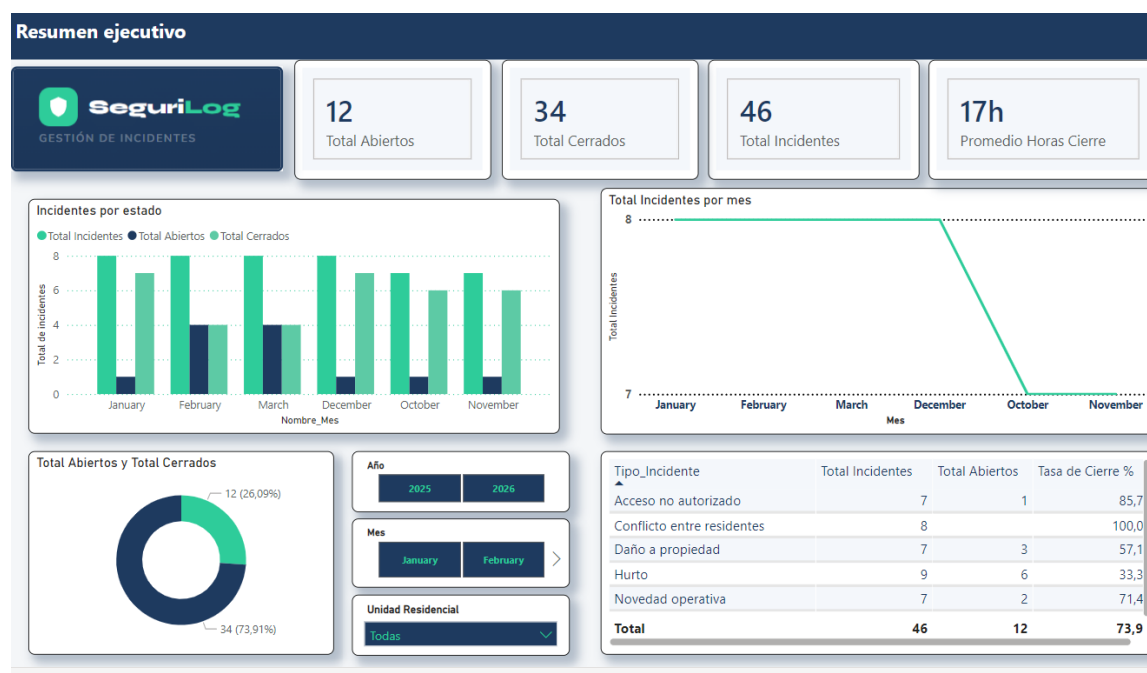 Resumen ejecutivo
SeguriLog
GESTIÓN DE INCIDENTES
12
Total Abiertos
34
Total Cerrados
46
Total Incidentes
17h
Promedio Horas Cierre
Incidentes por estado
Total Incidentes Total Abiertos Total Cerrados
Total de incidentes
8
6
4
2
0
January February March December October November
Nombre_Mes
Total Incidentes por mes
Total Incidentes
8
7
January February March December October November
Mes
Total Abiertos y Total Cerrados
12 (26,09%)
34 (73,91%)
Año
2025 2026
Mes
January February
Unidad Residencial
Todas
Tipo_Incidente Total Incidentes Total Abiertos Tasa de Cierre %
Acceso no autorizado 7 1 85,7
Conflicto entre residentes 8 100,0
Daño a propiedad 7 3 57,1
Hurto 9 6 33,3
Novedad operativa 7 2 71,4
Total 46 12 73,9